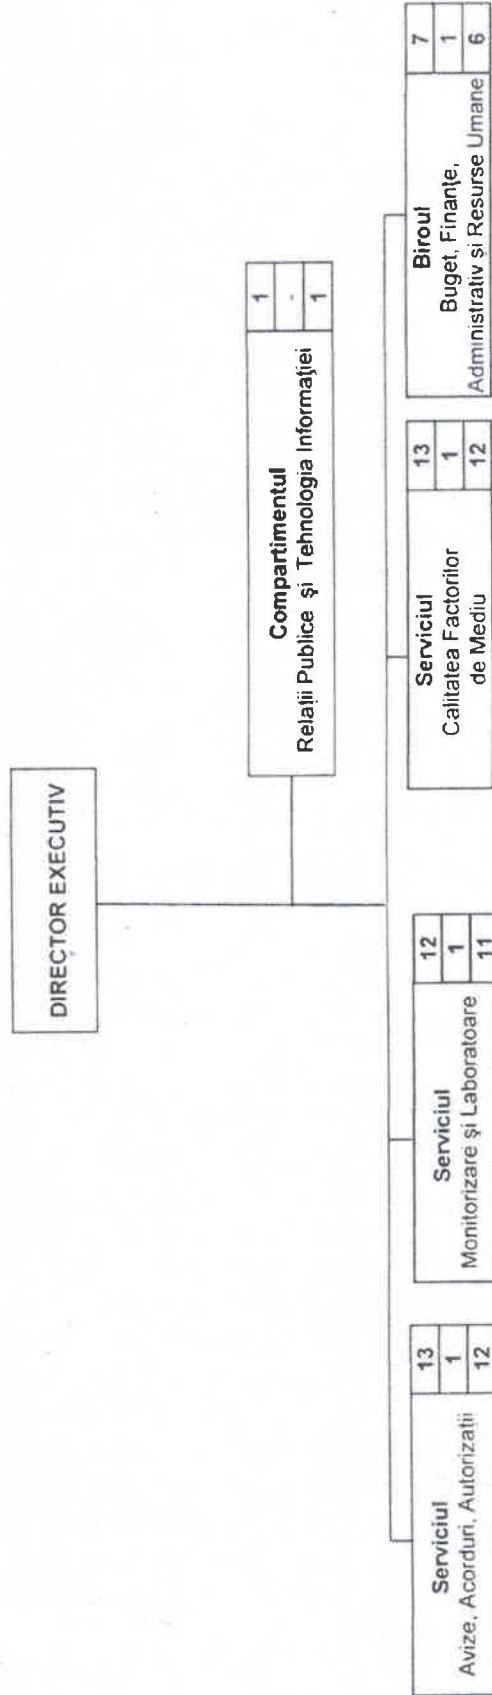 DIRECTOR EXECUTIV
Compartimentul
Relații Publice și Tehnologia Informației
1
-
1
Serviciul
Avize, Acorduri, Autorizatii
13
1
12
Serviciul
Monitorizare și Laboratoare
12
1
11
Serviciul
Calitatea Factorilor
de Mediu
13
1
12
Biroul
Buget, Finanțe,
Administrativ și Resurse Umane
7
1
6